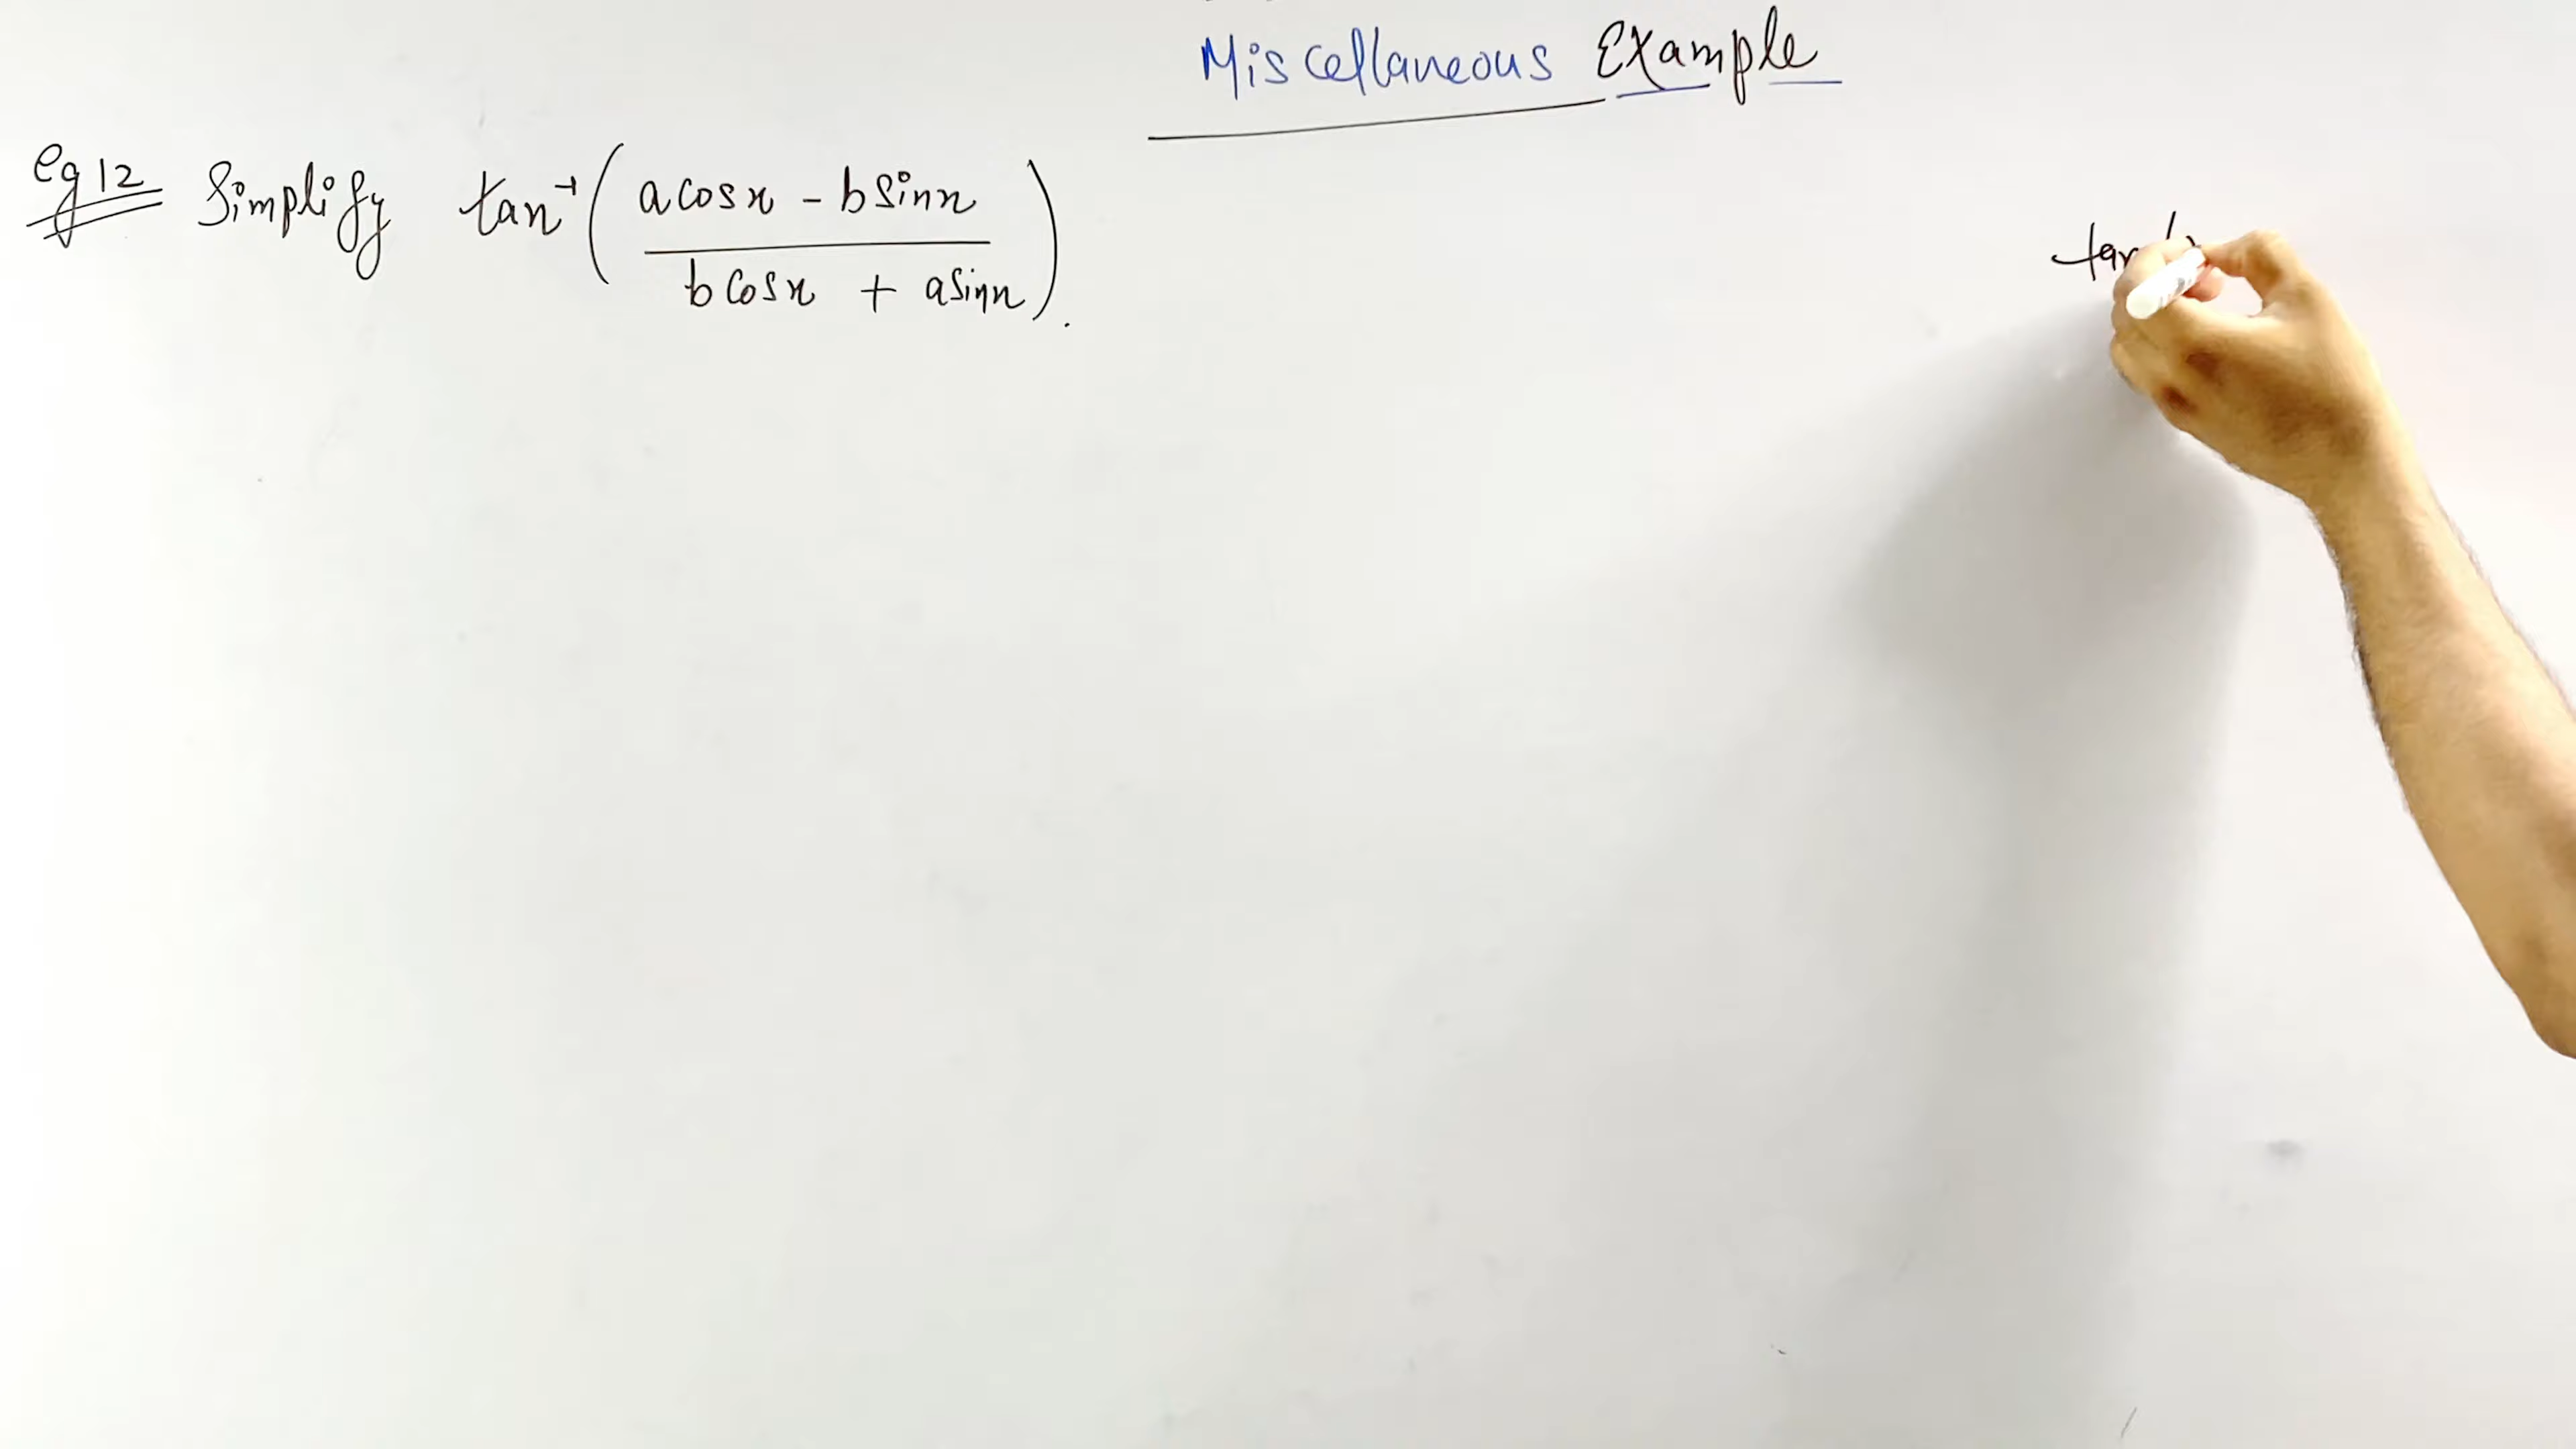 Miscellaneous Example
eg 12 Simplify tan⁻¹ ( a cos x - b sin x / b cos x + a sin x ).